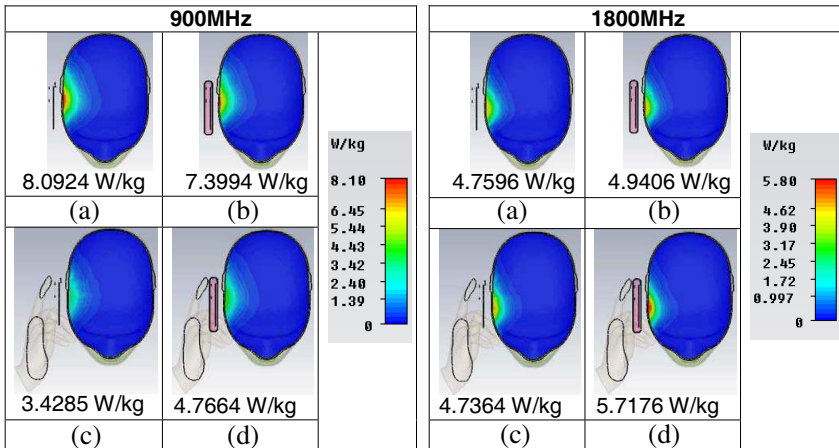 900MHz
8.0924 W/kg
7.3994 W/kg
(a)
(b)
3.4285 W/kg
4.7664 W/kg
(c)
(d)
W/kg
8.10
6.45
5.44
4.43
3.42
2.40
1.39
0
1800MHz
4.7596 W/kg
4.9406 W/kg
(a)
(b)
4.7364 W/kg
5.7176 W/kg
(c)
(d)
W/kg
5.80
4.62
3.90
3.17
2.45
1.72
0.997
0